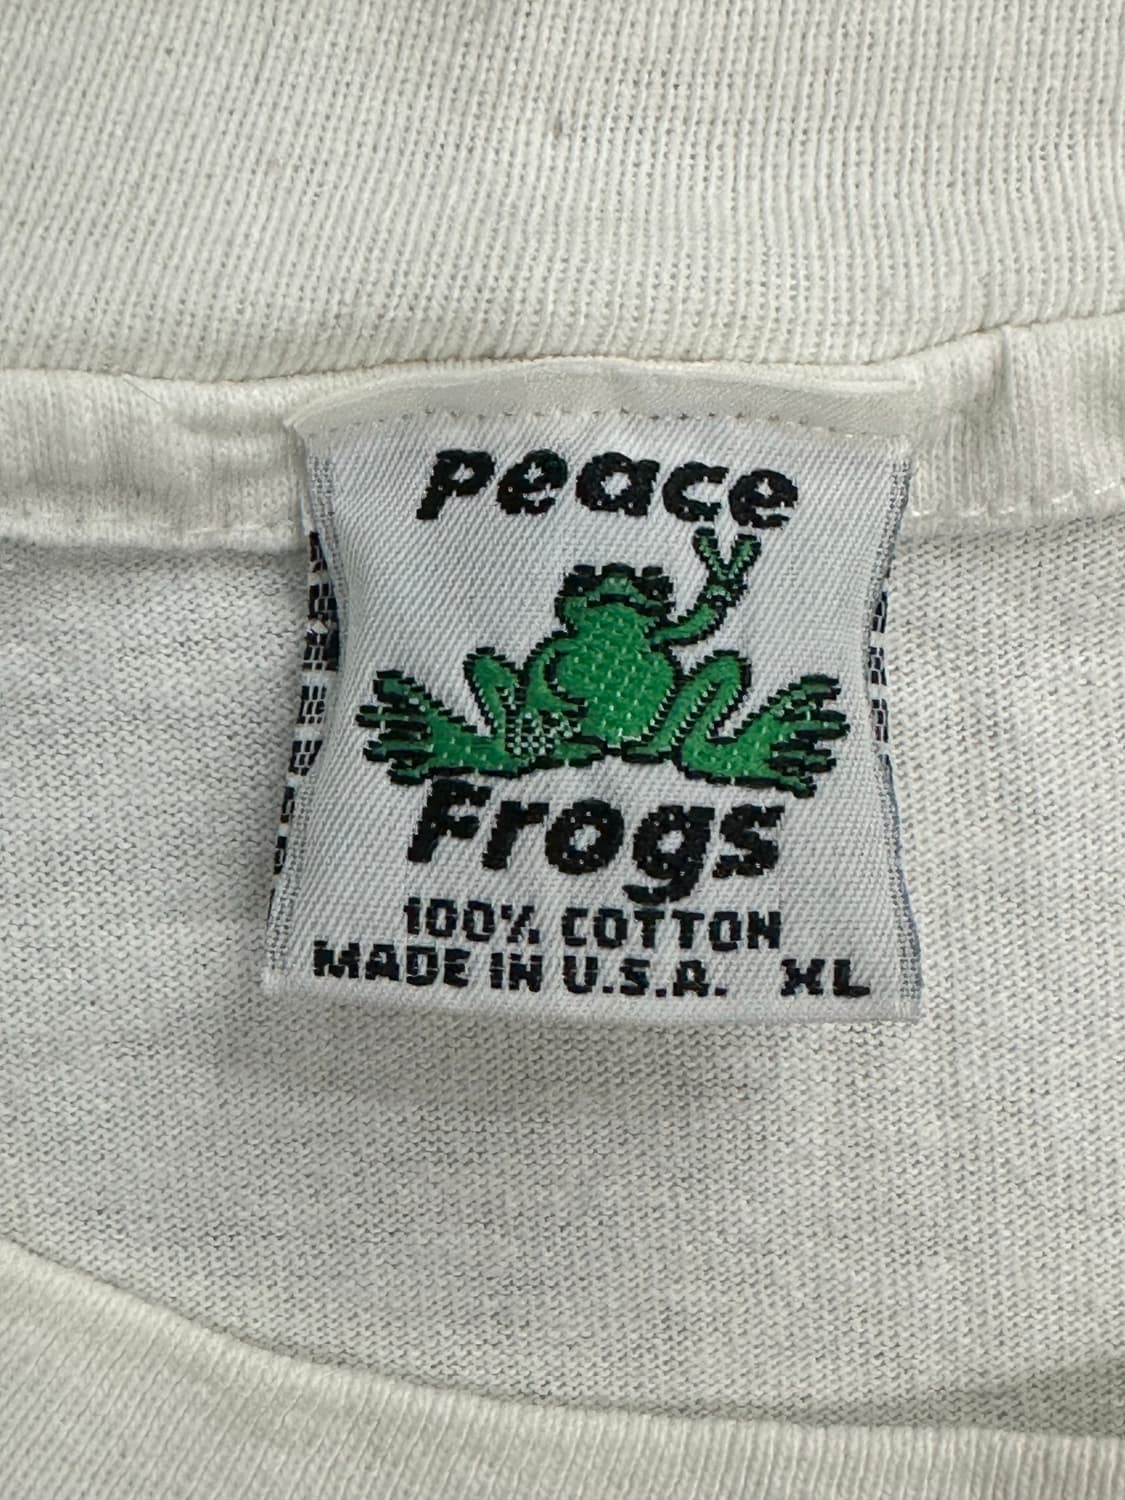 Peace
Frogs
100% COTTON
MADE IN U.S.A. XL